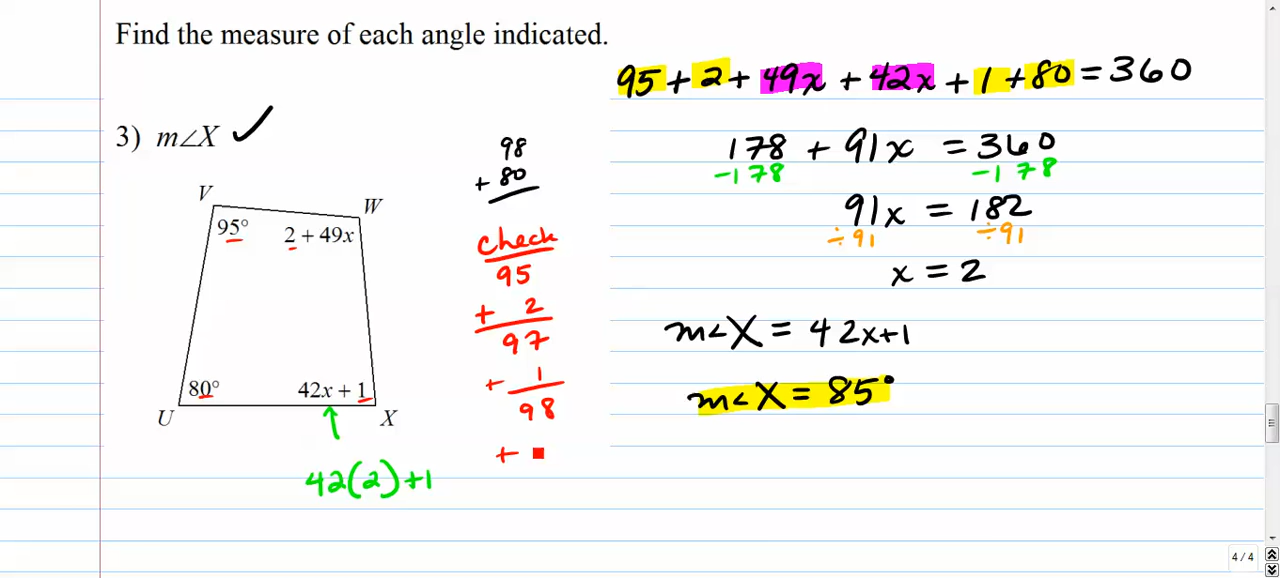 Find the measure of each angle indicated.
95 + 2 + 49x + 42x + 1 + 80 = 360
3) m∠X ✓
98
+ 80
178 + 91x = 360
-178 -178
V
W
95°
2 + 49x
91x = 182
÷91 ÷91
check
95
+ 2
97
+ 1
98
+
x = 2
m∠X = 42x+1
m∠X = 85°
80°
42x + 1
U
X
42(2)+1
4/4